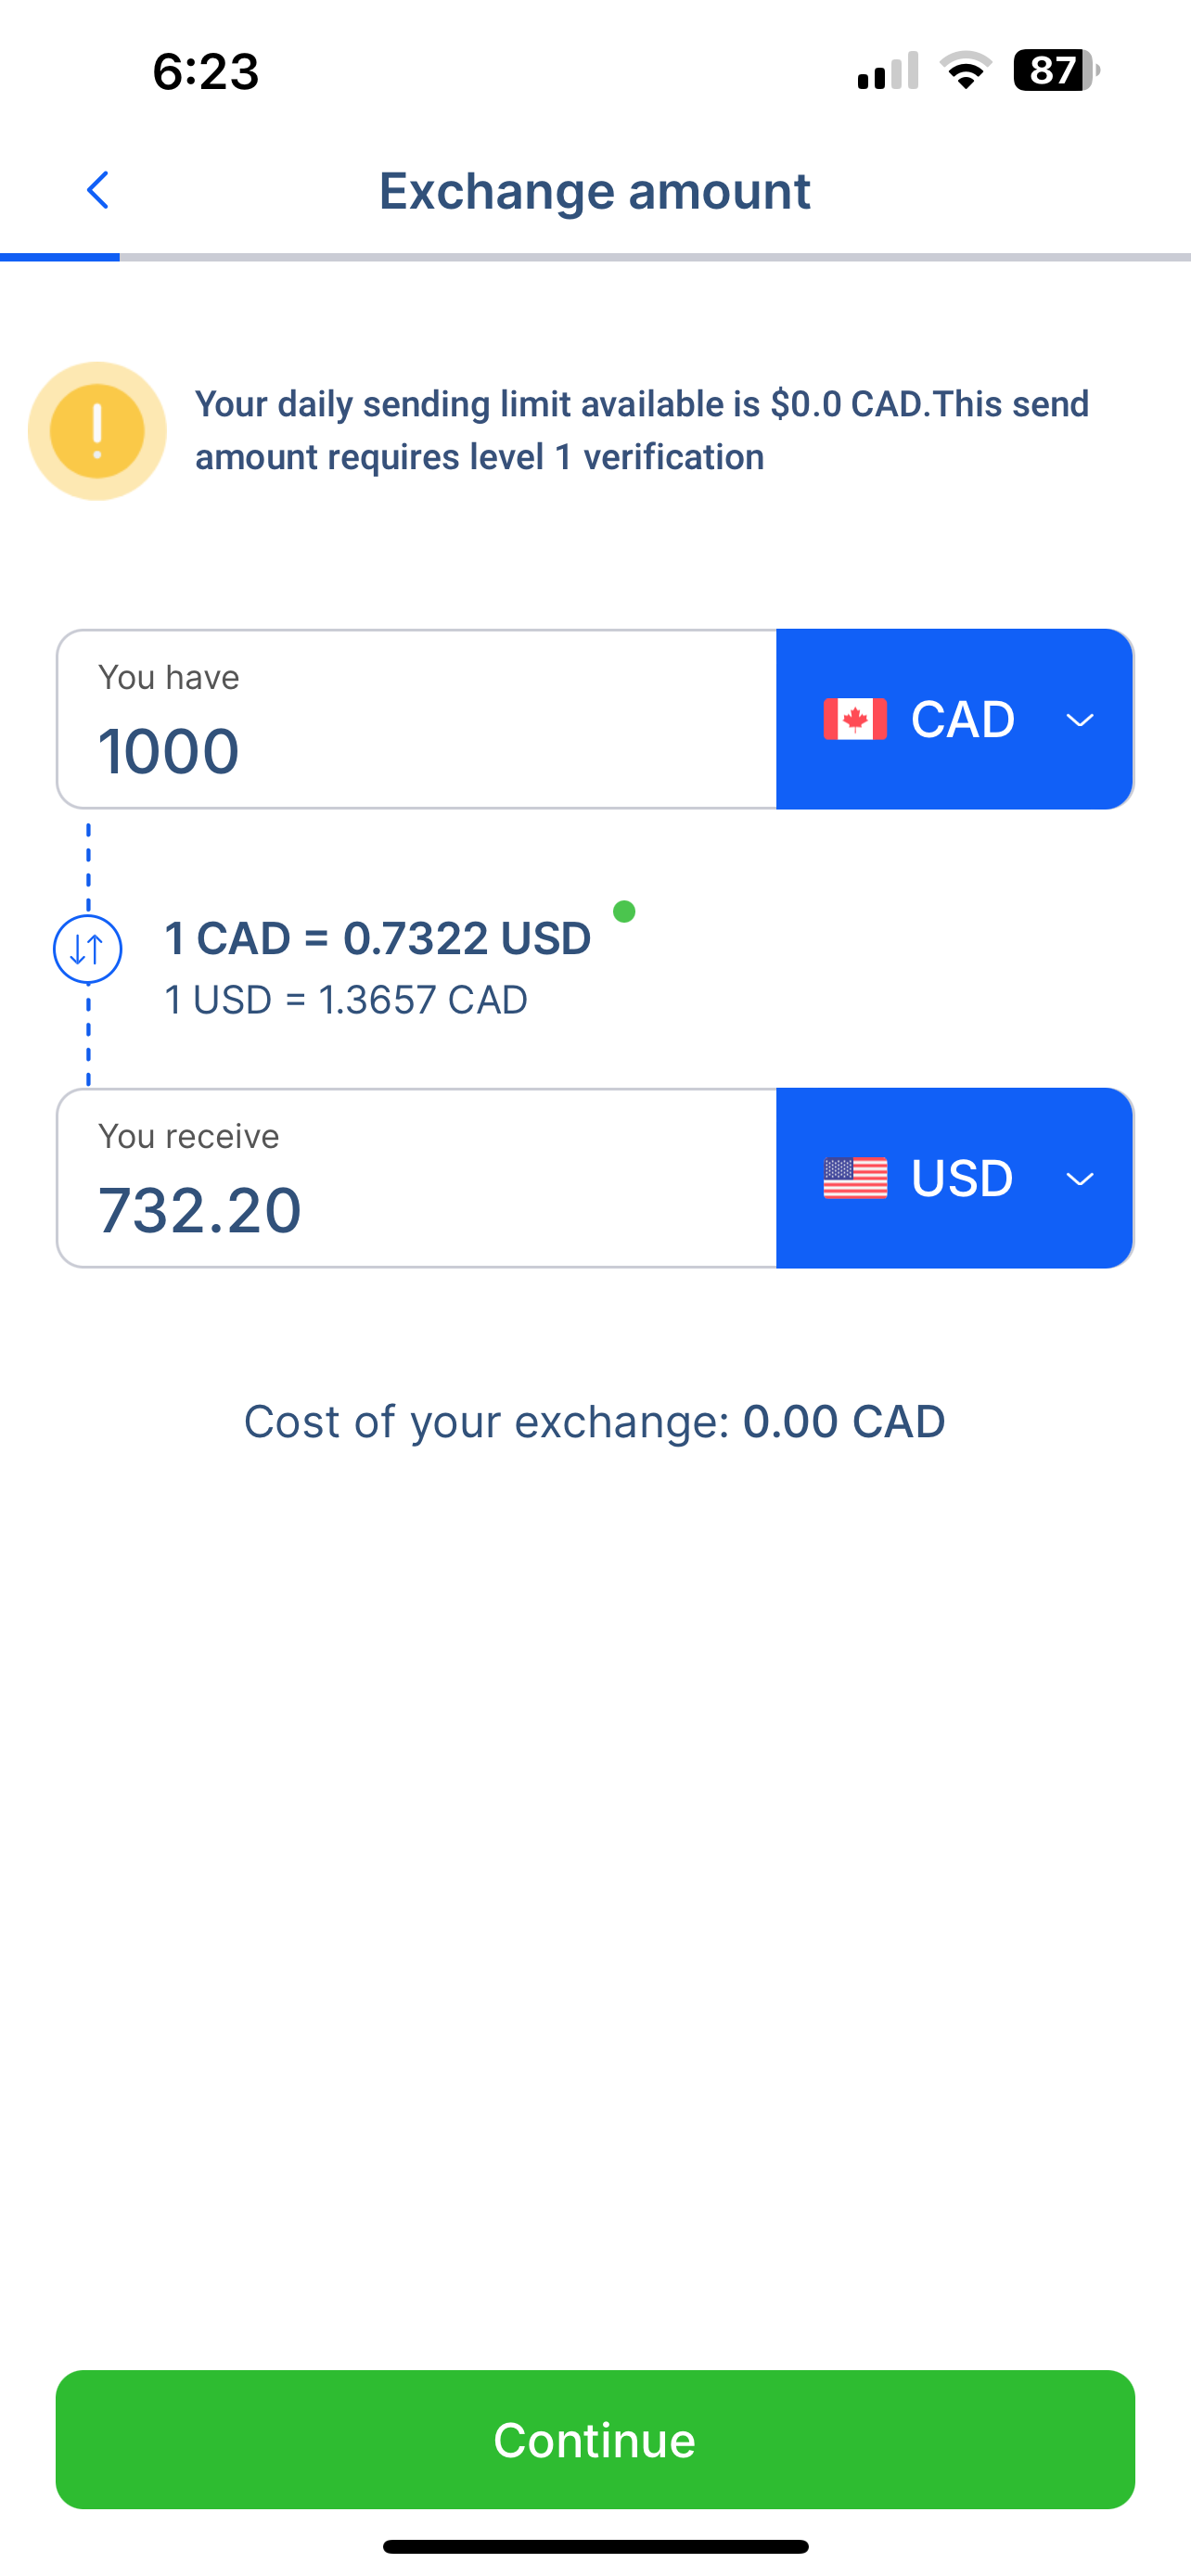 6:23
87
Exchange amount
Your daily sending limit available is $0.0 CAD.This send
amount requires level 1 verification
You have
1000
CAD
1 CAD = 0.7322 USD
1 USD = 1.3657 CAD
You receive
732.20
USD
Cost of your exchange: 0.00 CAD
Continue